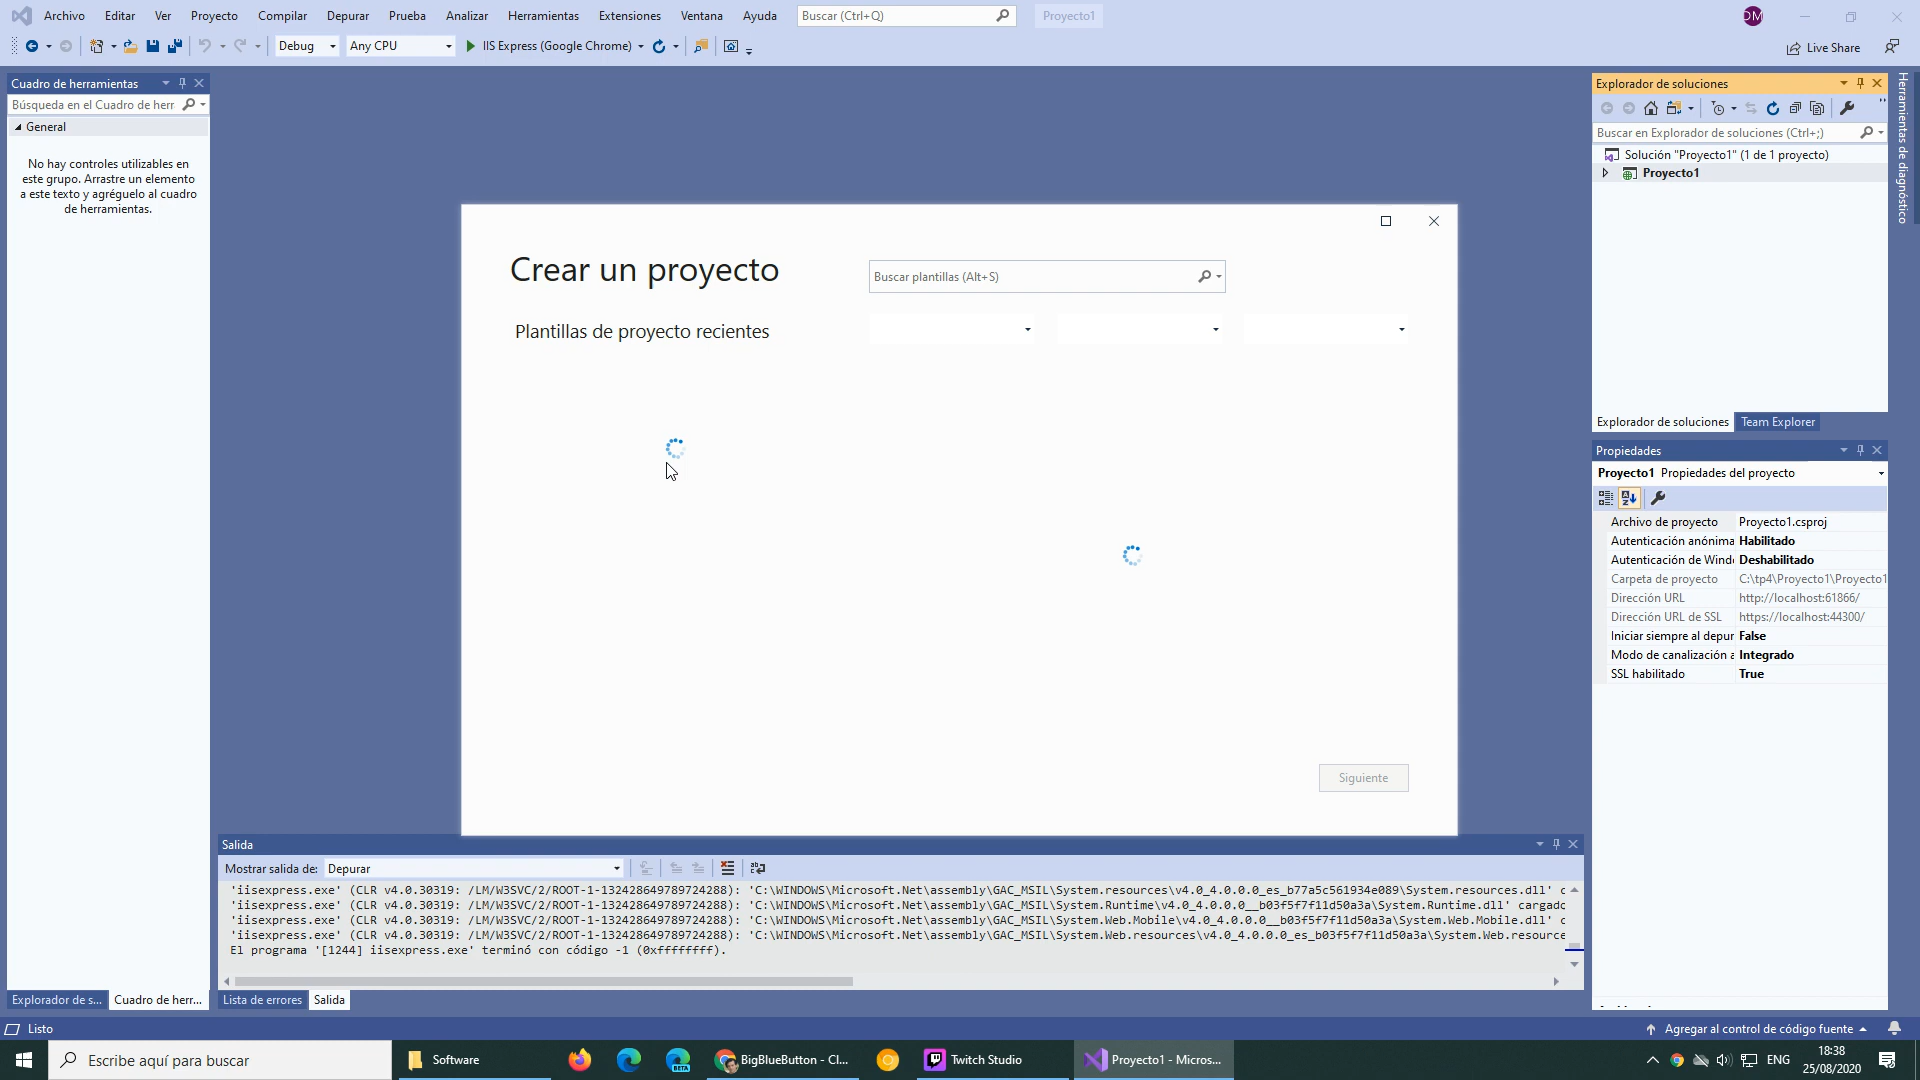 Archivo Editar Ver Proyecto Compilar Depurar Prueba Analizar Herramientas Extensiones Ventana Ayuda Buscar (Ctrl+Q) Proyecto1 DM
Debug Any CPU IIS Express (Google Chrome) Live Share
Cuadro de herramientas
Búsqueda en el Cuadro de herr
General
No hay controles utilizables en
este grupo. Arrastre un elemento
a este texto y agréguelo al cuadro
de herramientas.
Crear un proyecto
Buscar plantillas (Alt+S)
Plantillas de proyecto recientes
Siguiente
Explorador de soluciones
Buscar en Explorador de soluciones (Ctrl+;)
Solución "Proyecto1" (1 de 1 proyecto)
Proyecto1
Explorador de soluciones Team Explorer
Herramientas de diagnóstico
Propiedades
Proyecto1 Propiedades del proyecto
Archivo de proyecto Proyecto1.csproj
Autenticación anónima Habilitado
Autenticación de Wind Deshabilitado
Carpeta de proyecto C:\tp4\Proyecto1\Proyecto1
Dirección URL http://localhost:61866/
Dirección URL de SSL https://localhost:44300/
Iniciar siempre al depur False
Modo de canalización a Integrado
SSL habilitado True
Salida
Mostrar salida de: Depurar
'iisexpress.exe' (CLR v4.0.30319: /LM/W3SVC/2/ROOT-1-132428649789724288): 'C:\WINDOWS\Microsoft.Net\assembly\GAC_MSIL\System.resources\v4.0_4.0.0.0_es_b77a5c561934e089\System.resources.dll' c
'iisexpress.exe' (CLR v4.0.30319: /LM/W3SVC/2/ROOT-1-132428649789724288): 'C:\WINDOWS\Microsoft.Net\assembly\GAC_MSIL\System.Runtime\v4.0_4.0.0.0__b03f5f7f11d50a3a\System.Runtime.dll' cargado
'iisexpress.exe' (CLR v4.0.30319: /LM/W3SVC/2/ROOT-1-132428649789724288): 'C:\WINDOWS\Microsoft.Net\assembly\GAC_MSIL\System.Web.Mobile\v4.0_4.0.0.0__b03f5f7f11d50a3a\System.Web.Mobile.dll' c
'iisexpress.exe' (CLR v4.0.30319: /LM/W3SVC/2/ROOT-1-132428649789724288): 'C:\WINDOWS\Microsoft.Net\assembly\GAC_MSIL\System.Web.resources\v4.0_4.0.0.0_es_b03f5f7f11d50a3a\System.Web.resource
El programa '[1244] iisexpress.exe' terminó con código -1 (0xffffffff).
Explorador de s... Cuadro de herr... Lista de errores Salida
Listo Agregar al control de código fuente
Escribe aquí para buscar Software BETA BigBlueButton - Cl... Twitch Studio Proyecto1 - Micros... ENG 18:38
25/08/2020